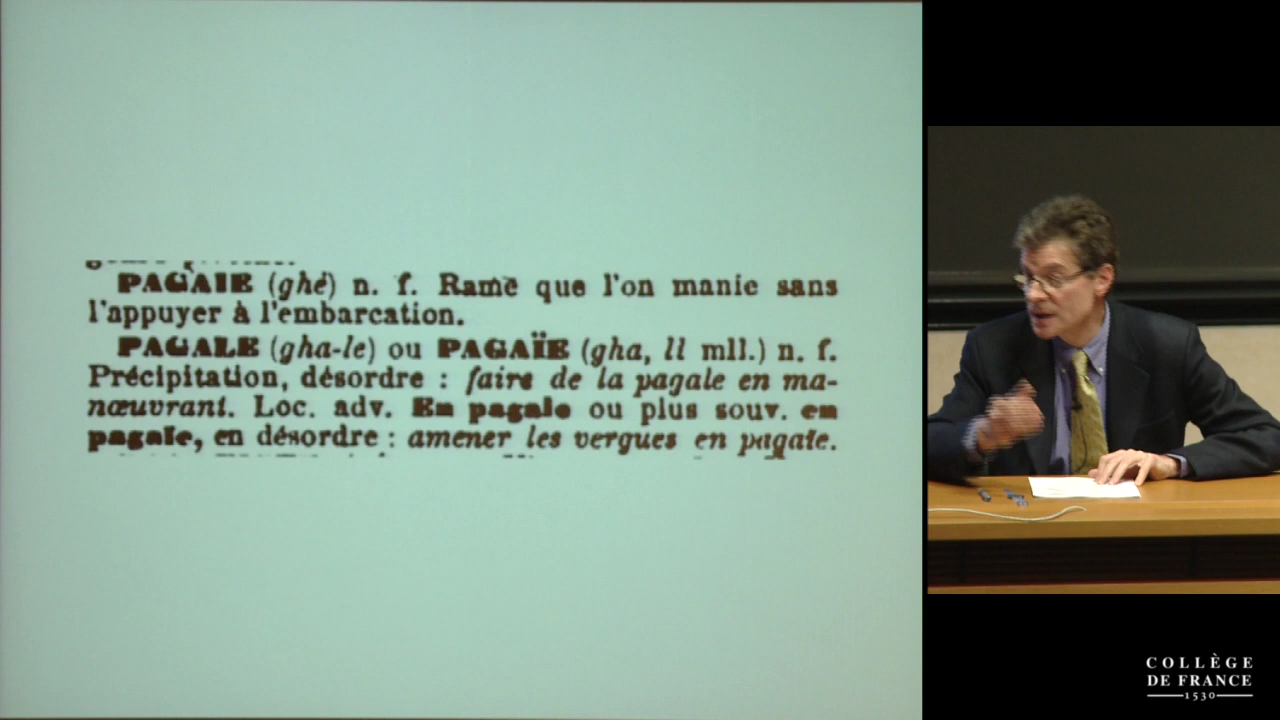 PAGAIE (ghé) n. f. Rame que l'on manie sans
l'appuyer à l'embarcation.
PAGALE (gha-le) ou PAGAÏE (gha, ll mll.) n. f.
Précipitation, désordre : faire de la pagale en ma-
nœuvrant. Loc. adv. En pagale ou plus souv. en
pagaïe, en désordre : amener les vergues en pagaïe.
COLLÈGE
DE FRANCE
1530